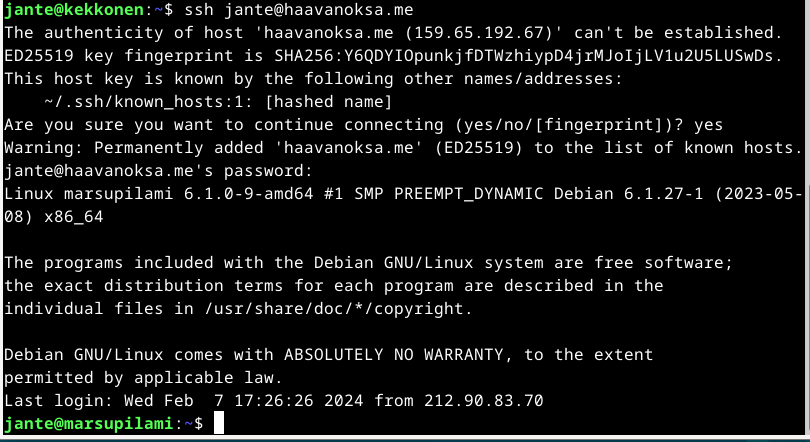 jante@kekkonen:~$ ssh jante@haavanoksa.me
The authenticity of host 'haavanoksa.me (159.65.192.67)' can't be established.
ED25519 key fingerprint is SHA256:Y6QDYIOpunkjfDTWzhiypD4jrMJoIjLV1u2U5LUSwDs.
This host key is known by the following other names/addresses:
    ~/.ssh/known_hosts:1: [hashed name]
Are you sure you want to continue connecting (yes/no/[fingerprint])? yes
Warning: Permanently added 'haavanoksa.me' (ED25519) to the list of known hosts.
jante@haavanoksa.me's password:
Linux marsupilami 6.1.0-9-amd64 #1 SMP PREEMPT_DYNAMIC Debian 6.1.27-1 (2023-05-
08) x86_64

The programs included with the Debian GNU/Linux system are free software;
the exact distribution terms for each program are described in the
individual files in /usr/share/doc/*/copyright.

Debian GNU/Linux comes with ABSOLUTELY NO WARRANTY, to the extent
permitted by applicable law.
Last login: Wed Feb  7 17:26:26 2024 from 212.90.83.70
jante@marsupilami:~$